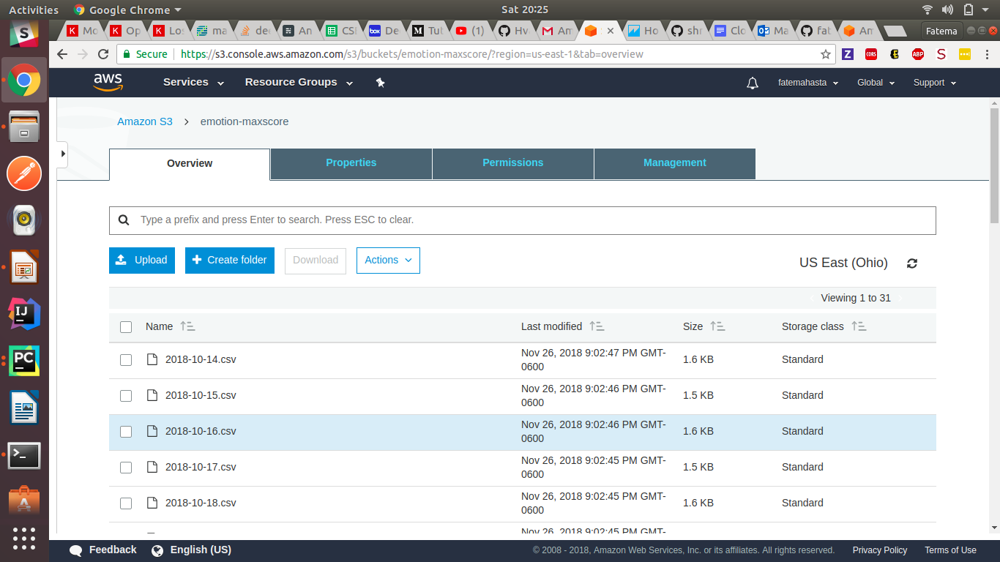 Activities Google Chrome Sat 20:25
Mo Op Lo ma de An CS De Tut (1) Hv Am Ho shr Clo Ma fat Am Fatema
Secure https://s3.console.aws.amazon.com/s3/buckets/emotion-maxscore/?region=us-east-1&tab=overview
aws Services Resource Groups fatemahasta Global Support
Amazon S3 emotion-maxscore
Overview Properties Permissions Management
Type a prefix and press Enter to search. Press ESC to clear.
Upload Create folder Download Actions US East (Ohio)
Viewing 1 to 31
Name Last modified Size Storage class
2018-10-14.csv Nov 26, 2018 9:02:47 PM GMT-
0600 1.6 KB Standard
2018-10-15.csv Nov 26, 2018 9:02:46 PM GMT-
0600 1.5 KB Standard
2018-10-16.csv Nov 26, 2018 9:02:46 PM GMT-
0600 1.6 KB Standard
2018-10-17.csv Nov 26, 2018 9:02:45 PM GMT-
0600 1.5 KB Standard
2018-10-18.csv Nov 26, 2018 9:02:45 PM GMT-
0600 1.6 KB Standard
Nov 26, 2018 9:02:45 PM GMT-
Feedback English (US) © 2008 - 2018, Amazon Web Services, Inc. or its affiliates. All rights reserved. Privacy Policy Terms of Use